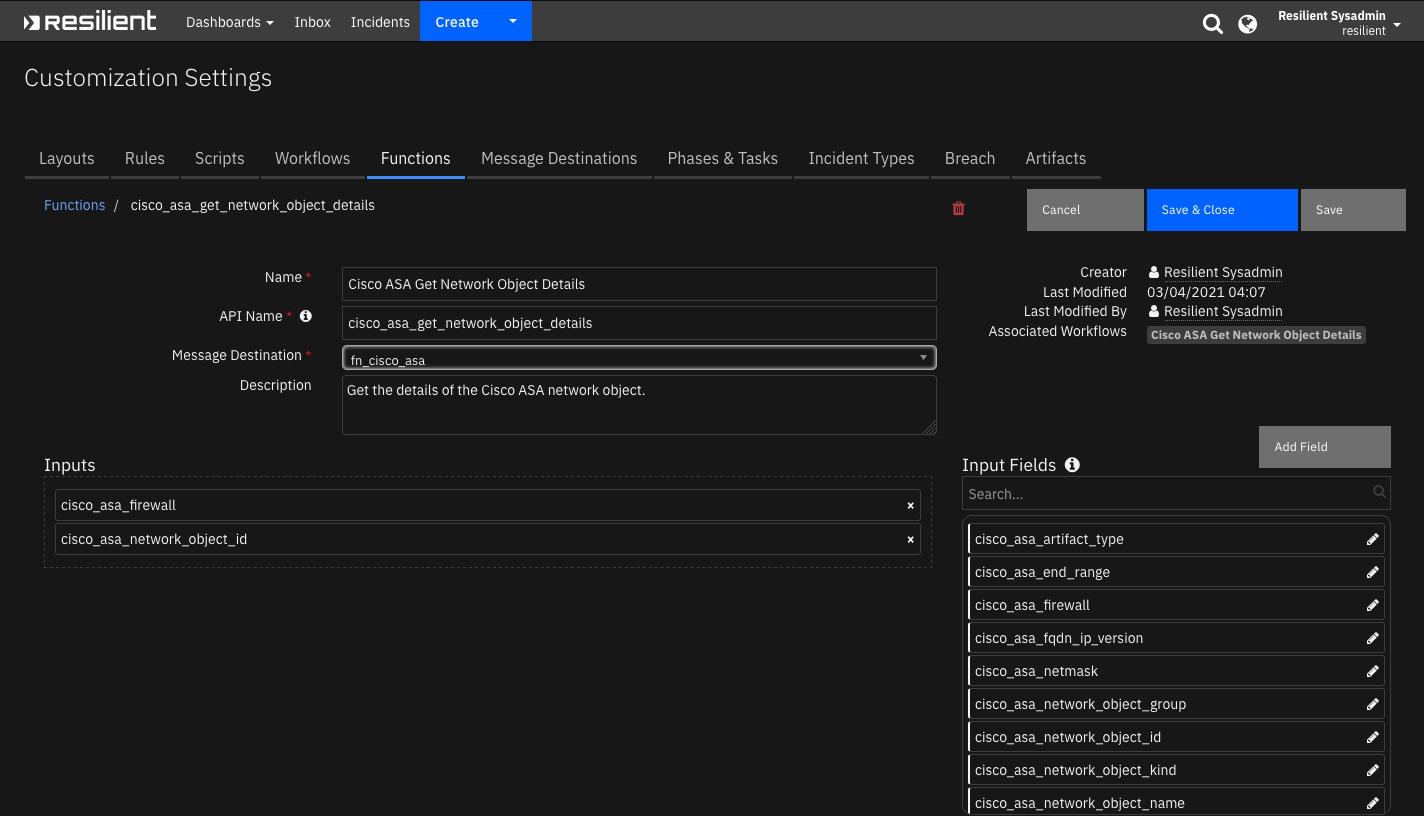 resilient Dashboards Inbox Incidents Create Resilient Sysadmin
resilient
Customization Settings
Layouts Rules Scripts Workflows Functions Message Destinations Phases & Tasks Incident Types Breach Artifacts
Functions / cisco_asa_get_network_object_details Cancel Save & Close Save
Name * Cisco ASA Get Network Object Details
API Name * cisco_asa_get_network_object_details
Message Destination * fn_cisco_asa
Description Get the details of the Cisco ASA network object.
Creator Resilient Sysadmin
Last Modified 03/04/2021 04:07
Last Modified By Resilient Sysadmin
Associated Workflows Cisco ASA Get Network Object Details
Inputs
cisco_asa_firewall ×
cisco_asa_network_object_id ×
Add Field
Input Fields
Search...
cisco_asa_artifact_type
cisco_asa_end_range
cisco_asa_firewall
cisco_asa_fqdn_ip_version
cisco_asa_netmask
cisco_asa_network_object_group
cisco_asa_network_object_id
cisco_asa_network_object_kind
cisco_asa_network_object_name